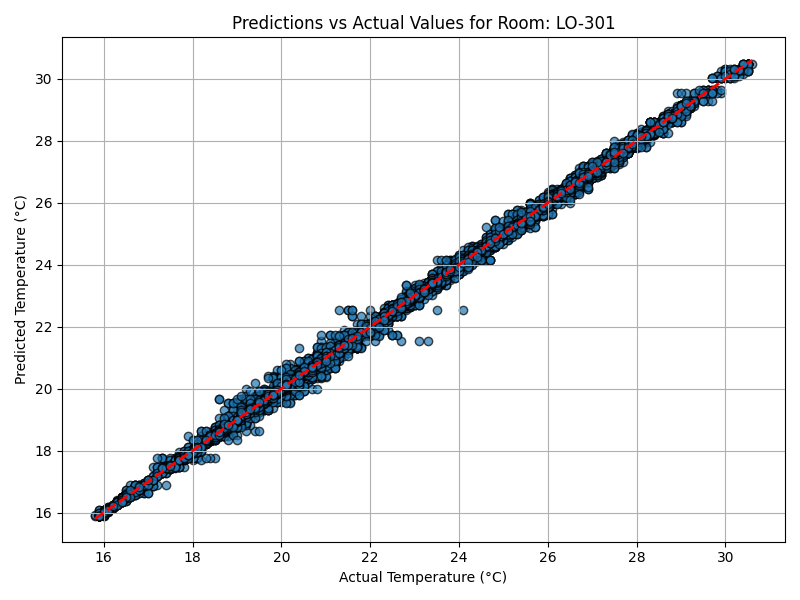 Predictions vs Actual Values for Room: LO-301
Predicted Temperature (°C)
30
28
26
24
22
20
18
16
16 18 20 22 24 26 28 30
Actual Temperature (°C)